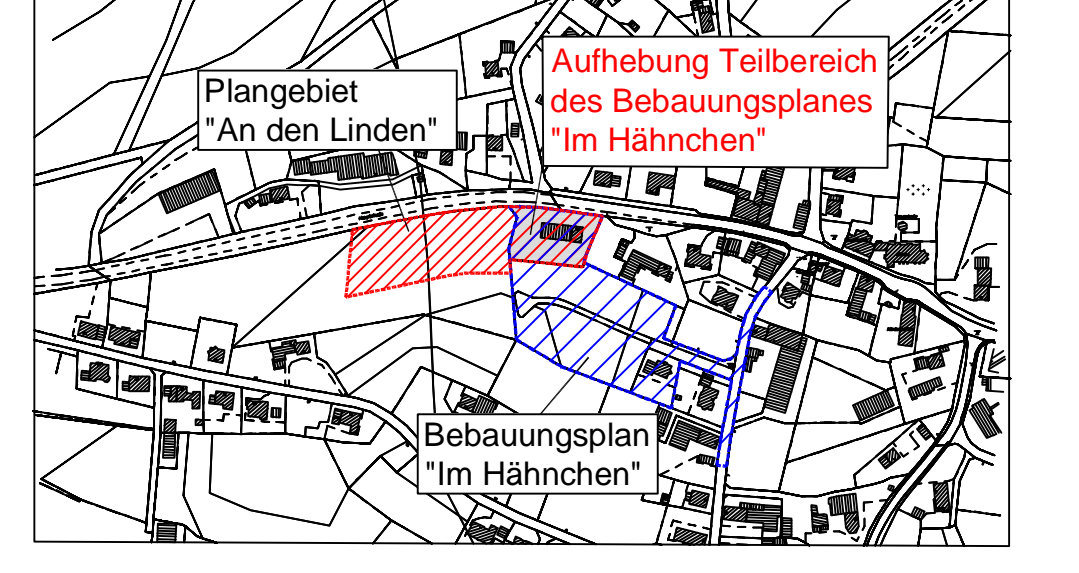 Aufhebung Teilbereich
des Bebauungsplanes
"Im Hähnchen"
Plangebiet
"An den Linden"
Bebauungsplan
"Im Hähnchen"